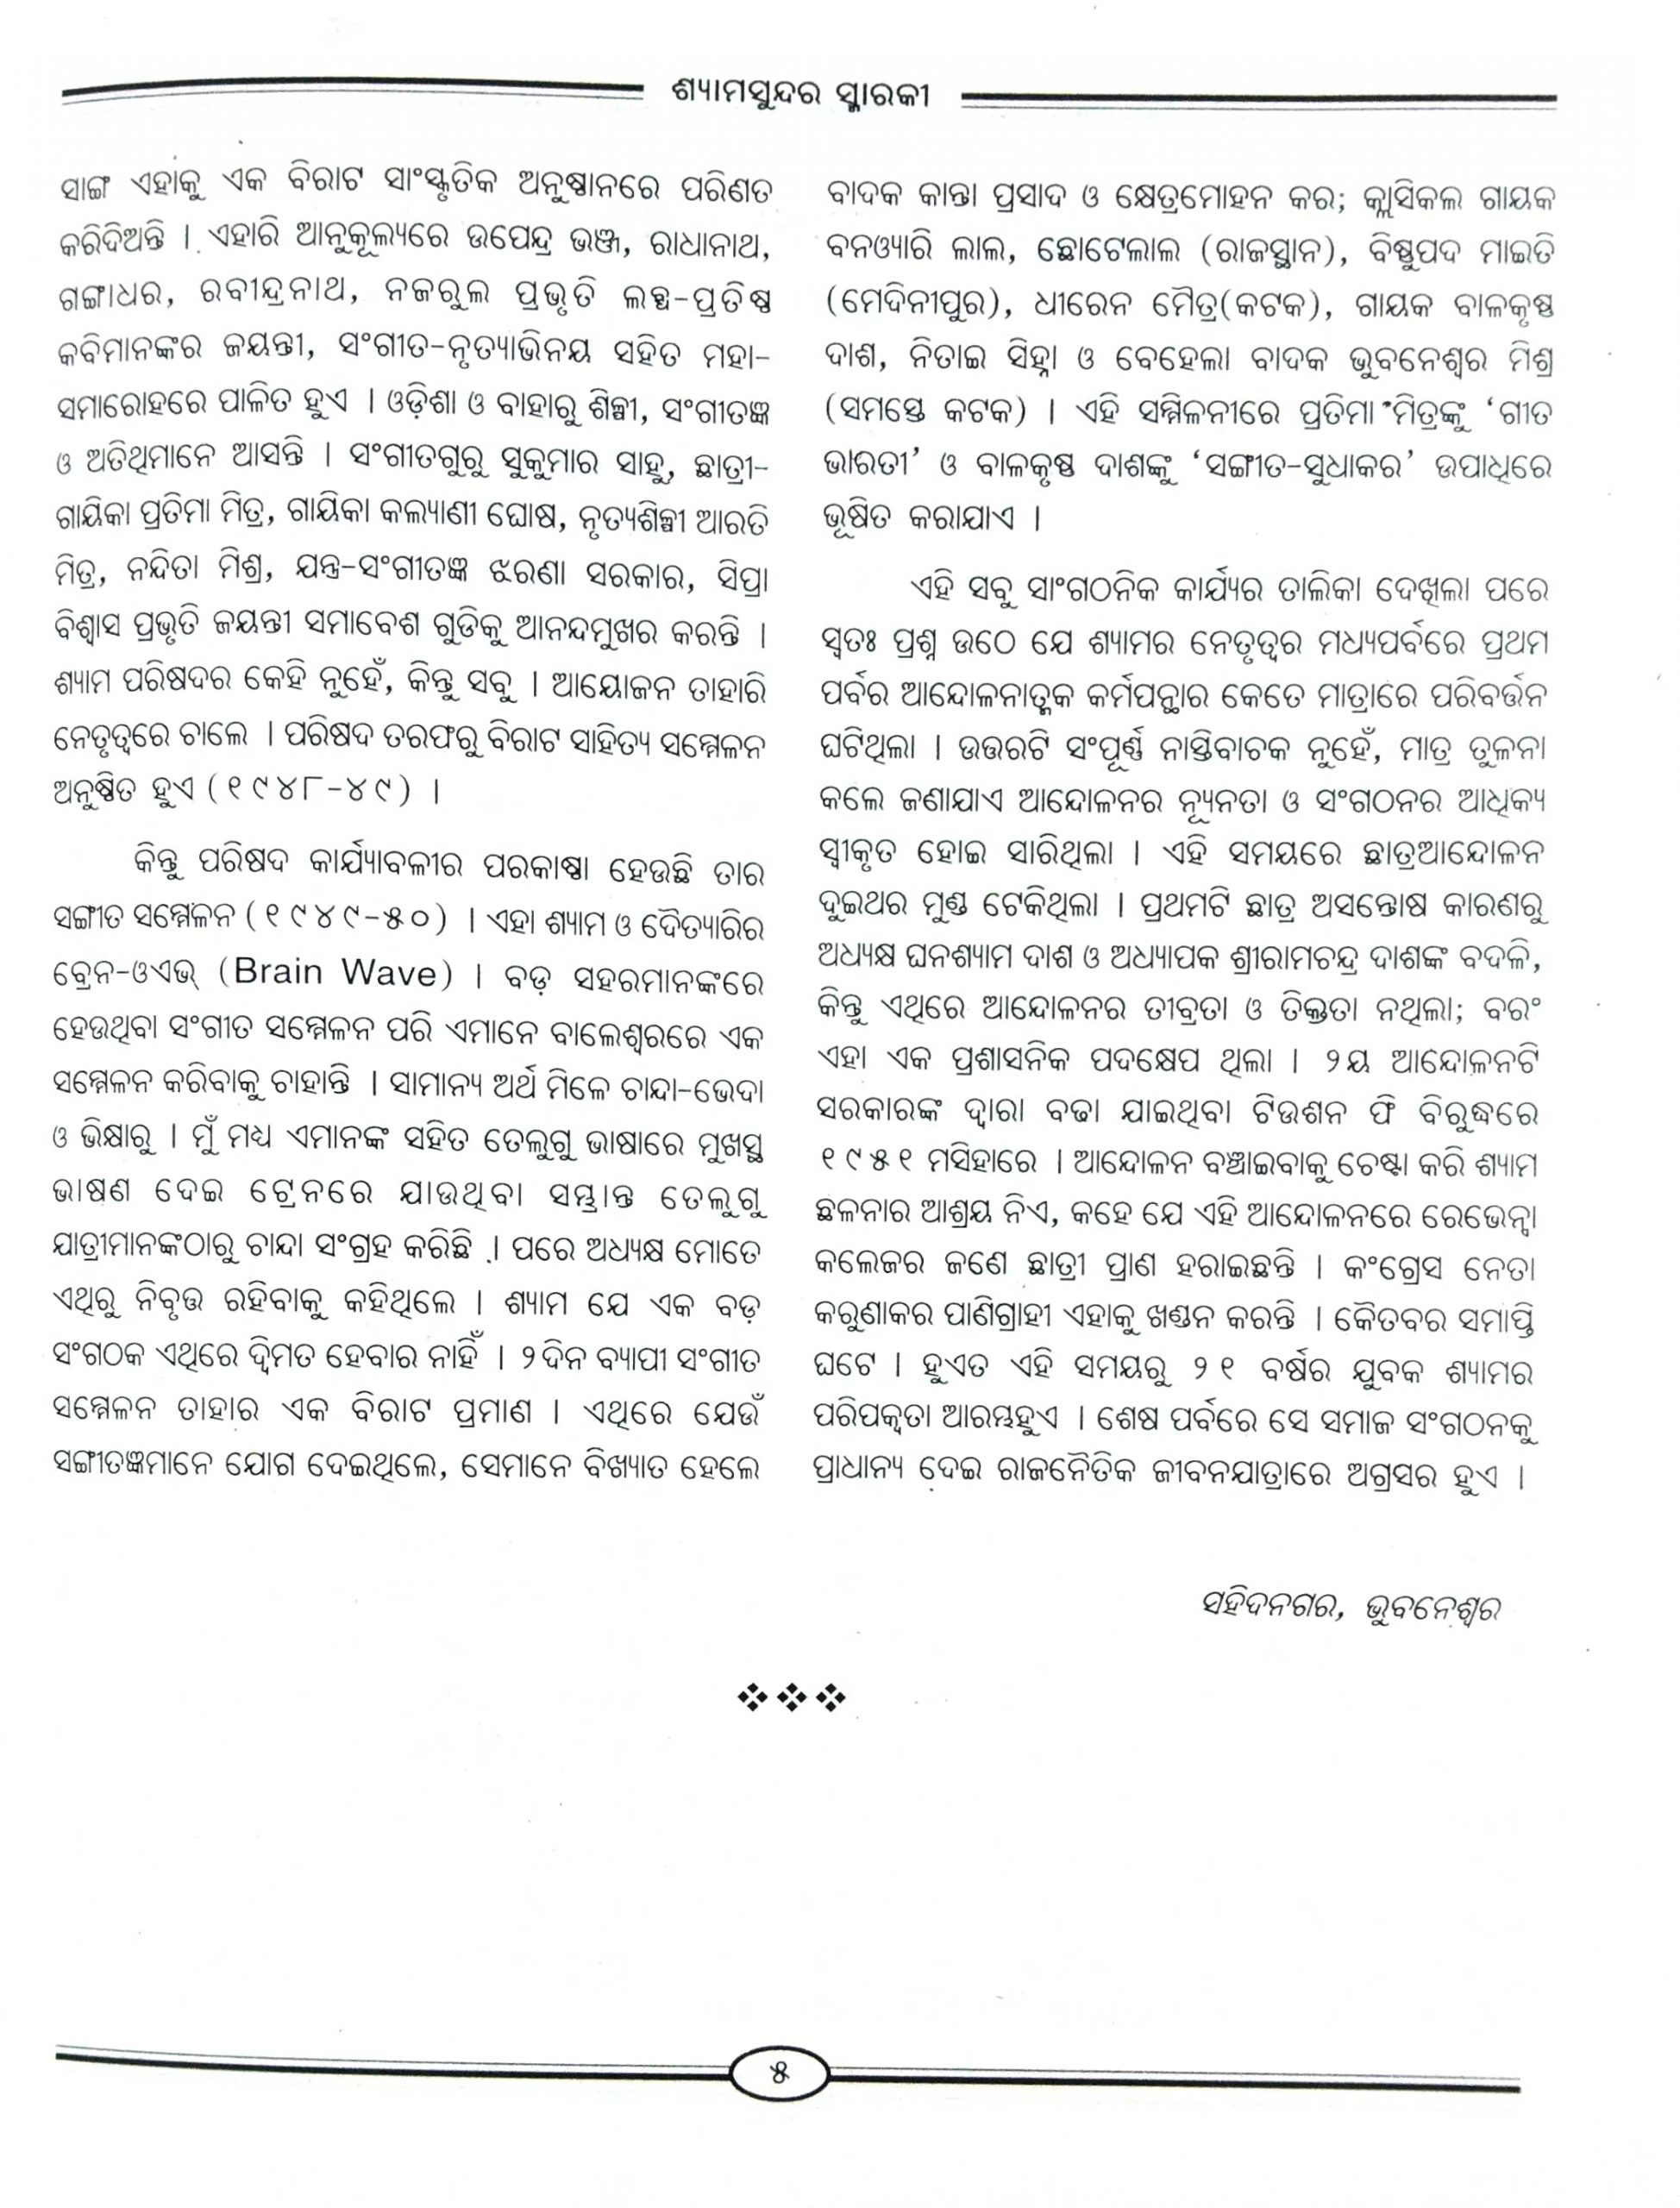 ଶ୍ୟାମସୁନ୍ଦର ସ୍ମାରକୀ
ସାଙ୍ଗ ଏହାକୁ ଏକ ବିରାଟ ସାଂସ୍କୃତିକ ଅନୁଷ୍ଠାନରେ ପରିଣତ
କରିଦିଅନ୍ତି । ଏହାରି ଆନୁକୂଲ୍ୟରେ ଉପେନ୍ଦ୍ର ଭଞ୍ଜ, ରାଧାନାଥ,
ଗଙ୍ଗାଧର, ରବୀନ୍ଦ୍ରନାଥ, ନଜରୁଲ ପ୍ରଭୃତି ଲବ୍ଧ-ପ୍ରତିଷ୍ଠ
କବିମାନଙ୍କର ଜୟନ୍ତୀ, ସଂଗୀତ-ନୃତ୍ୟାଭିନୟ ସହିତ ମହା-
ସମାରୋହରେ ପାଳିତ ହୁଏ । ଓଡ଼ିଶା ଓ ବାହାରୁ ଶିଳ୍ପୀ, ସଂଗୀତଜ୍ଞ
ଓ ଅତିଥିମାନେ ଆସନ୍ତି । ସଂଗୀତଗୁରୁ ସୁକୁମାର ସାହୁ, ଛାତ୍ରୀ-
ଗାୟିକା ପ୍ରତିମା ମିତ୍ର, ଗାୟିକା କଲ୍ୟାଣୀ ଘୋଷ, ନୃତ୍ୟଶିଳ୍ପୀ ଆରତି
ମିତ୍ର, ନନ୍ଦିତା ମିଶ୍ର, ଯନ୍ତ୍ର-ସଂଗୀତଜ୍ଞ ଝରଣା ସରକାର, ସିପ୍ରା
ବିଶ୍ୱାସ ପ୍ରଭୃତି ଜୟନ୍ତୀ ସମାବେଶ ଗୁଡିକୁ ଆନନ୍ଦମୁଖର କରନ୍ତି ।
ଶ୍ୟାମ ପରିଷଦର କେହି ନୁହେଁ, କିନ୍ତୁ ସବୁ । ଆୟୋଜନ ତାହାରି
ନେତୃତ୍ୱରେ ଚାଲେ । ପରିଷଦ ତରଫରୁ ବିରାଟ ସାହିତ୍ୟ ସମ୍ମେଳନ
ଅନୁଷ୍ଠିତ ହୁଏ (୧୯୪୮-୪୯) ।
କିନ୍ତୁ ପରିଷଦ କାର୍ଯ୍ୟାବଳୀର ପରାକାଷ୍ଠା ହେଉଛି ତାର
ସଙ୍ଗୀତ ସମ୍ମେଳନ (୧୯୪୯-୫୦) । ଏହା ଶ୍ୟାମ ଓ ଦୈତ୍ୟାରିର
ବ୍ରେନ-ଓଏଭ୍ (Brain Wave) । ବଡ଼ ସହରମାନଙ୍କରେ
ହେଉଥିବା ସଂଗୀତ ସମ୍ମେଳନ ପରି ଏମାନେ ବାଲେଶ୍ୱରରେ ଏକ
ସମ୍ମେଳନ କରିବାକୁ ଚାହାନ୍ତି । ସାମାନ୍ୟ ଅର୍ଥ ମିଳେ ଚାନ୍ଦା-ଭେଦା
ଓ ଭିକ୍ଷାରୁ । ମୁଁ ମଧ୍ୟ ଏମାନଙ୍କ ସହିତ ତେଲୁଗୁ ଭାଷାରେ ମୁଖସ୍ଥ
ଭାଷଣ ଦେଇ ଟ୍ରେନରେ ଯାଉଥିବା ସମ୍ଭ୍ରାନ୍ତ ତେଲୁଗୁ
ଯାତ୍ରୀମାନଙ୍କଠାରୁ ଚାନ୍ଦା ସଂଗ୍ରହ କରିଛି । ପରେ ଅଧ୍ୟକ୍ଷ ମୋତେ
ଏଥିରୁ ନିବୃତ୍ତ ରହିବାକୁ କହିଥିଲେ । ଶ୍ୟାମ ଯେ ଏକ ବଡ଼
ସଂଗଠକ ଏଥିରେ ଦ୍ୱିମତ ହେବାର ନାହିଁ । ୨ଦିନ ବ୍ୟାପୀ ସଂଗୀତ
ସମ୍ମେଳନ ତାହାର ଏକ ବିରାଟ ପ୍ରମାଣ । ଏଥିରେ ଯେଉଁ
ସଙ୍ଗୀତଜ୍ଞମାନେ ଯୋଗ ଦେଇଥିଲେ, ସେମାନେ ବିଖ୍ୟାତ ହେଲେ
ବାଦକ କାନ୍ତା ପ୍ରସାଦ ଓ କ୍ଷେତ୍ରମୋହନ କର; କ୍ଲାସିକଲ ଗାୟକ
ବନଓ୍ୟାରି ଲାଲ, ଛୋଟେଲାଲ (ରାଜସ୍ଥାନ), ବିଷ୍ଣୁପଦ ମାଇତି
(ମେଦିନୀପୁର), ଧୀରେନ ମୈତ୍ର(କଟକ), ଗାୟକ ବାଳକୃଷ୍ଣ
ଦାଶ, ନିତାଇ ସିହ୍ନା ଓ ବେହେଲା ବାଦକ ଭୁବନେଶ୍ୱର ମିଶ୍ର
(ସମସ୍ତେ କଟକ) । ଏହି ସମ୍ମିଳନୀରେ ପ୍ରତିମା ମିତ୍ରଙ୍କୁ ‘ଗୀତ
ଭାରତୀ’ ଓ ବାଳକୃଷ୍ଣ ଦାଶଙ୍କୁ ‘ସଙ୍ଗୀତ-ସୁଧାକର’ ଉପାଧିରେ
ଭୂଷିତ କରାଯାଏ ।
ଏହି ସବୁ ସାଂଗଠନିକ କାର୍ଯ୍ୟର ତାଲିକା ଦେଖିଲା ପରେ
ସ୍ୱତଃ ପ୍ରଶ୍ନ ଉଠେ ଯେ ଶ୍ୟାମର ନେତୃତ୍ୱର ମଧ୍ୟପର୍ବରେ ପ୍ରଥମ
ପର୍ବର ଆନ୍ଦୋଳନାତ୍ମକ କର୍ମପନ୍ଥାର କେତେ ମାତ୍ରାରେ ପରିବର୍ତ୍ତନ
ଘଟିଥିଲା । ଉତ୍ତରଟି ସଂପୂର୍ଣ୍ଣ ନାସ୍ତିବାଚକ ନୁହେଁ, ମାତ୍ର ତୁଳନା
କଲେ ଜଣାଯାଏ ଆନ୍ଦୋଳନର ନ୍ୟୂନତା ଓ ସଂଗଠନର ଆଧିକ୍ୟ
ସ୍ୱୀକୃତ ହୋଇ ସାରିଥିଲା । ଏହି ସମୟରେ ଛାତ୍ରଆନ୍ଦୋଳନ
ଦୁଇଥର ମୁଣ୍ଡ ଟେକିଥିଲା । ପ୍ରଥମଟି ଛାତ୍ର ଅସନ୍ତୋଷ କାରଣରୁ
ଅଧ୍ୟକ୍ଷ ଘନଶ୍ୟାମ ଦାଶ ଓ ଅଧ୍ୟାପକ ଶ୍ରୀରାମଚନ୍ଦ୍ର ଦାଶଙ୍କ ବଦଳି,
କିନ୍ତୁ ଏଥିରେ ଆନ୍ଦୋଳନର ତୀବ୍ରତା ଓ ତିକ୍ତତା ନଥିଲା; ବରଂ
ଏହା ଏକ ପ୍ରଶାସନିକ ପଦକ୍ଷେପ ଥିଲା । ୨ୟ ଆନ୍ଦୋଳନଟି
ସରକାରଙ୍କ ଦ୍ୱାରା ବଢା ଯାଇଥିବା ଟିଉଶନ ଫି ବିରୁଦ୍ଧରେ
୧୯୫୧ ମସିହାରେ । ଆନ୍ଦୋଳନ ବଞ୍ଚାଇବାକୁ ଚେଷ୍ଟା କରି ଶ୍ୟାମ
ଛଳନାର ଆଶ୍ରୟ ନିଏ, କହେ ଯେ ଏହି ଆନ୍ଦୋଳନରେ ରେଭେନ୍ସା
କଲେଜର ଜଣେ ଛାତ୍ରୀ ପ୍ରାଣ ହରାଇଛନ୍ତି । କଂଗ୍ରେସ ନେତା
କରୁଣାକର ପାଣିଗ୍ରାହୀ ଏହାକୁ ଖଣ୍ଡନ କରନ୍ତି । କୈତବର ସମାପ୍ତି
ଘଟେ । ହୁଏତ ଏହି ସମୟରୁ ୨୧ ବର୍ଷର ଯୁବକ ଶ୍ୟାମର
ପରିପକ୍ୱତା ଆରମ୍ଭହୁଏ । ଶେଷ ପର୍ବରେ ସେ ସମାଜ ସଂଗଠନକୁ
ପ୍ରାଧାନ୍ୟ ଦେଇ ରାଜନୈତିକ ଜୀବନଯାତ୍ରାରେ ଅଗ୍ରସର ହୁଏ ।
ସହିଦନଗର, ଭୁବନେଶ୍ୱର
୫